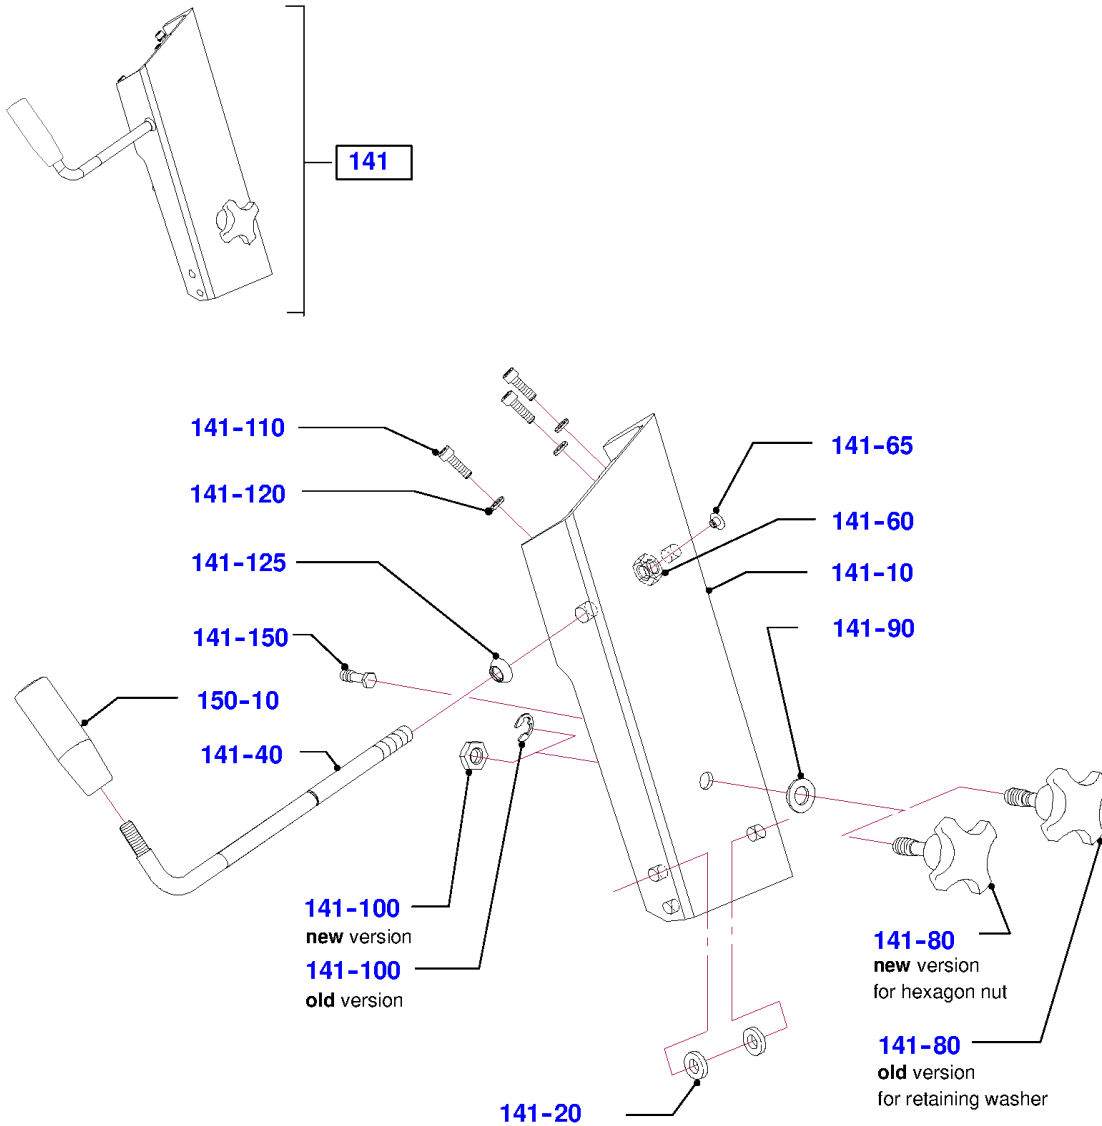 141
141-110
141-65
141-120
141-60
141-125
141-10
141-90
141-150
150-10
141-40
141-100
new version
141-100
old version
141-80
new version
for hexagon nut
141-80
old version
for retaining washer
141-20